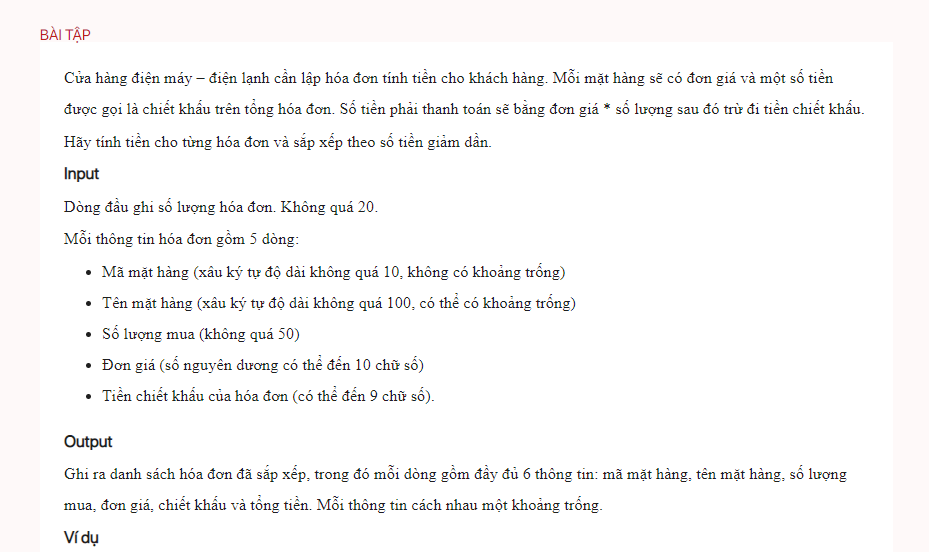 BÀI TẬP
Cửa hàng điện máy – điện lạnh cần lập hóa đơn tính tiền cho khách hàng. Mỗi mặt hàng sẽ có đơn giá và một số tiền
được gọi là chiết khấu trên tổng hóa đơn. Số tiền phải thanh toán sẽ bằng đơn giá * số lượng sau đó trừ đi tiền chiết khấu.
Hãy tính tiền cho từng hóa đơn và sắp xếp theo số tiền giảm dần.
Input
Dòng đầu ghi số lượng hóa đơn. Không quá 20.
Mỗi thông tin hóa đơn gồm 5 dòng:
• Mã mặt hàng (xâu ký tự độ dài không quá 10, không có khoảng trống)
• Tên mặt hàng (xâu ký tự độ dài không quá 100, có thể có khoảng trống)
• Số lượng mua (không quá 50)
• Đơn giá (số nguyên dương có thể đến 10 chữ số)
• Tiền chiết khấu của hóa đơn (có thể đến 9 chữ số).
Output
Ghi ra danh sách hóa đơn đã sắp xếp, trong đó mỗi dòng gồm đầy đủ 6 thông tin: mã mặt hàng, tên mặt hàng, số lượng
mua, đơn giá, chiết khấu và tổng tiền. Mỗi thông tin cách nhau một khoảng trống.
Ví dụ